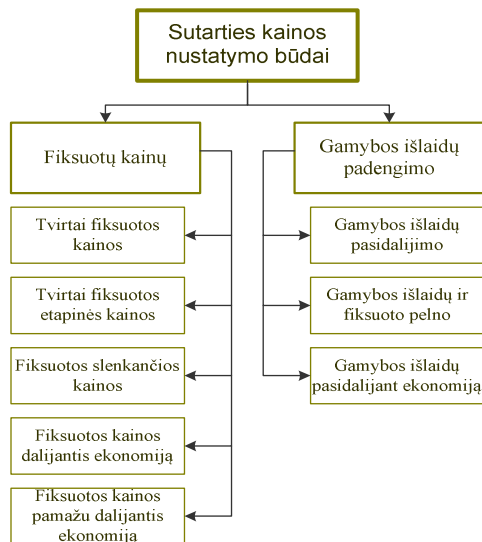 Sutarties kainos
nustatymo būdai
Fiksuotų kainų
Gamybos išlaidų
padengimo
Tvirtai fiksuotos
kainos
Gamybos išlaidų
pasidalijimo
Tvirtai fiksuotos
etapinės kainos
Gamybos išlaidų ir
fiksuoto pelno
Fiksuotos slenkančios
kainos
Gamybos išlaidų
pasidalijant ekonomiją
Fiksuotos kainos
dalijantis ekonomiją
Fiksuotos kainos
pamažu dalijantis
ekonomiją